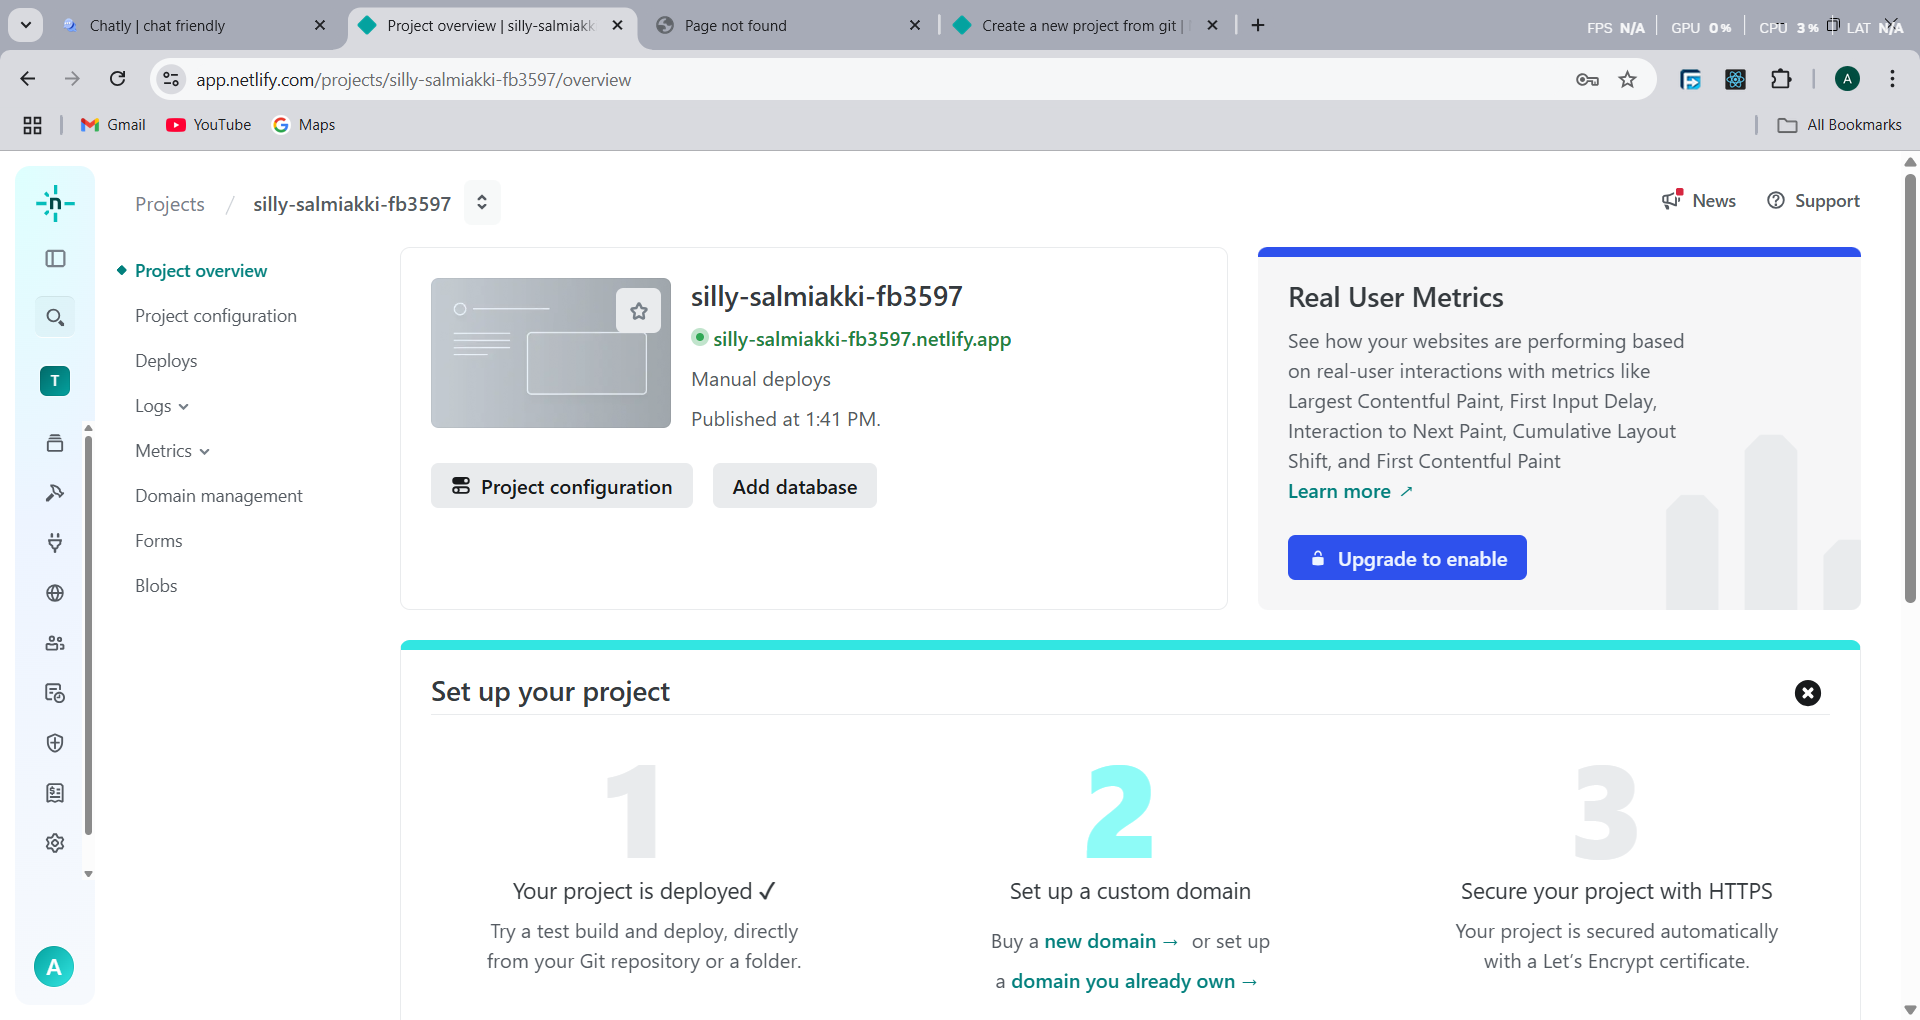 Chatly | chat friendly
Project overview | silly-salmiakk
Page not found
Create a new project from git |
FPS N/A
GPU 0%
CPU 3%
LAT N/A
app.netlify.com/projects/silly-salmiakki-fb3597/overview
A
Gmail
YouTube
Maps
All Bookmarks
n
Projects / silly-salmiakki-fb3597
News
Support
T
A
Project overview
Project configuration
Deploys
Logs
Metrics
Domain management
Forms
Blobs
silly-salmiakki-fb3597
silly-salmiakki-fb3597.netlify.app
Manual deploys
Published at 1:41 PM.
Project configuration
Add database
Real User Metrics
See how your websites are performing based
on real-user interactions with metrics like
Largest Contentful Paint, First Input Delay,
Interaction to Next Paint, Cumulative Layout
Shift, and First Contentful Paint
Learn more ↗
Upgrade to enable
Set up your project
1
Your project is deployed ✓
Try a test build and deploy, directly
from your Git repository or a folder.
2
Set up a custom domain
Buy a new domain → or set up
a domain you already own →
3
Secure your project with HTTPS
Your project is secured automatically
with a Let’s Encrypt certificate.